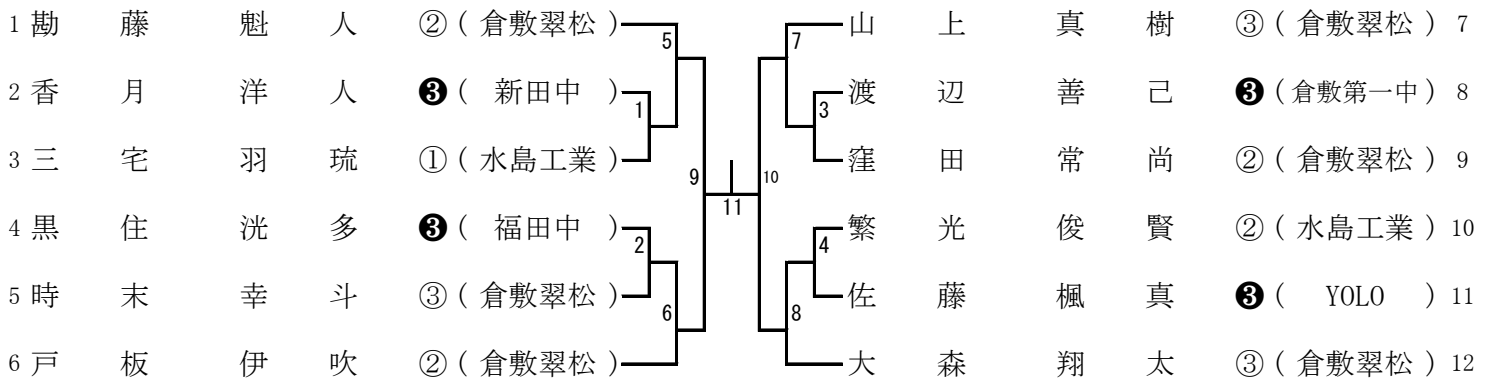 1 勘藤魁人 ② ( 倉敷翠松 ) 5 7 山上真樹 ③ ( 倉敷翠松 ) 7
2 香月洋人 ❸ ( 新田中 ) 1 3 渡辺善己 ❸ ( 倉敷第一中 ) 8
3 三宅羽琉 ① ( 水島工業 ) 9 10 窪田常尚 ② ( 倉敷翠松 ) 9
11
4 黒住洸多 ❸ ( 福田中 ) 2 4 繁光俊賢 ② ( 水島工業 ) 10
5 時末幸斗 ③ ( 倉敷翠松 ) 6 8 佐藤楓真 ❸ ( YOLO ) 11
6 戸板伊吹 ② ( 倉敷翠松 ) 大森翔太 ③ ( 倉敷翠松 ) 12